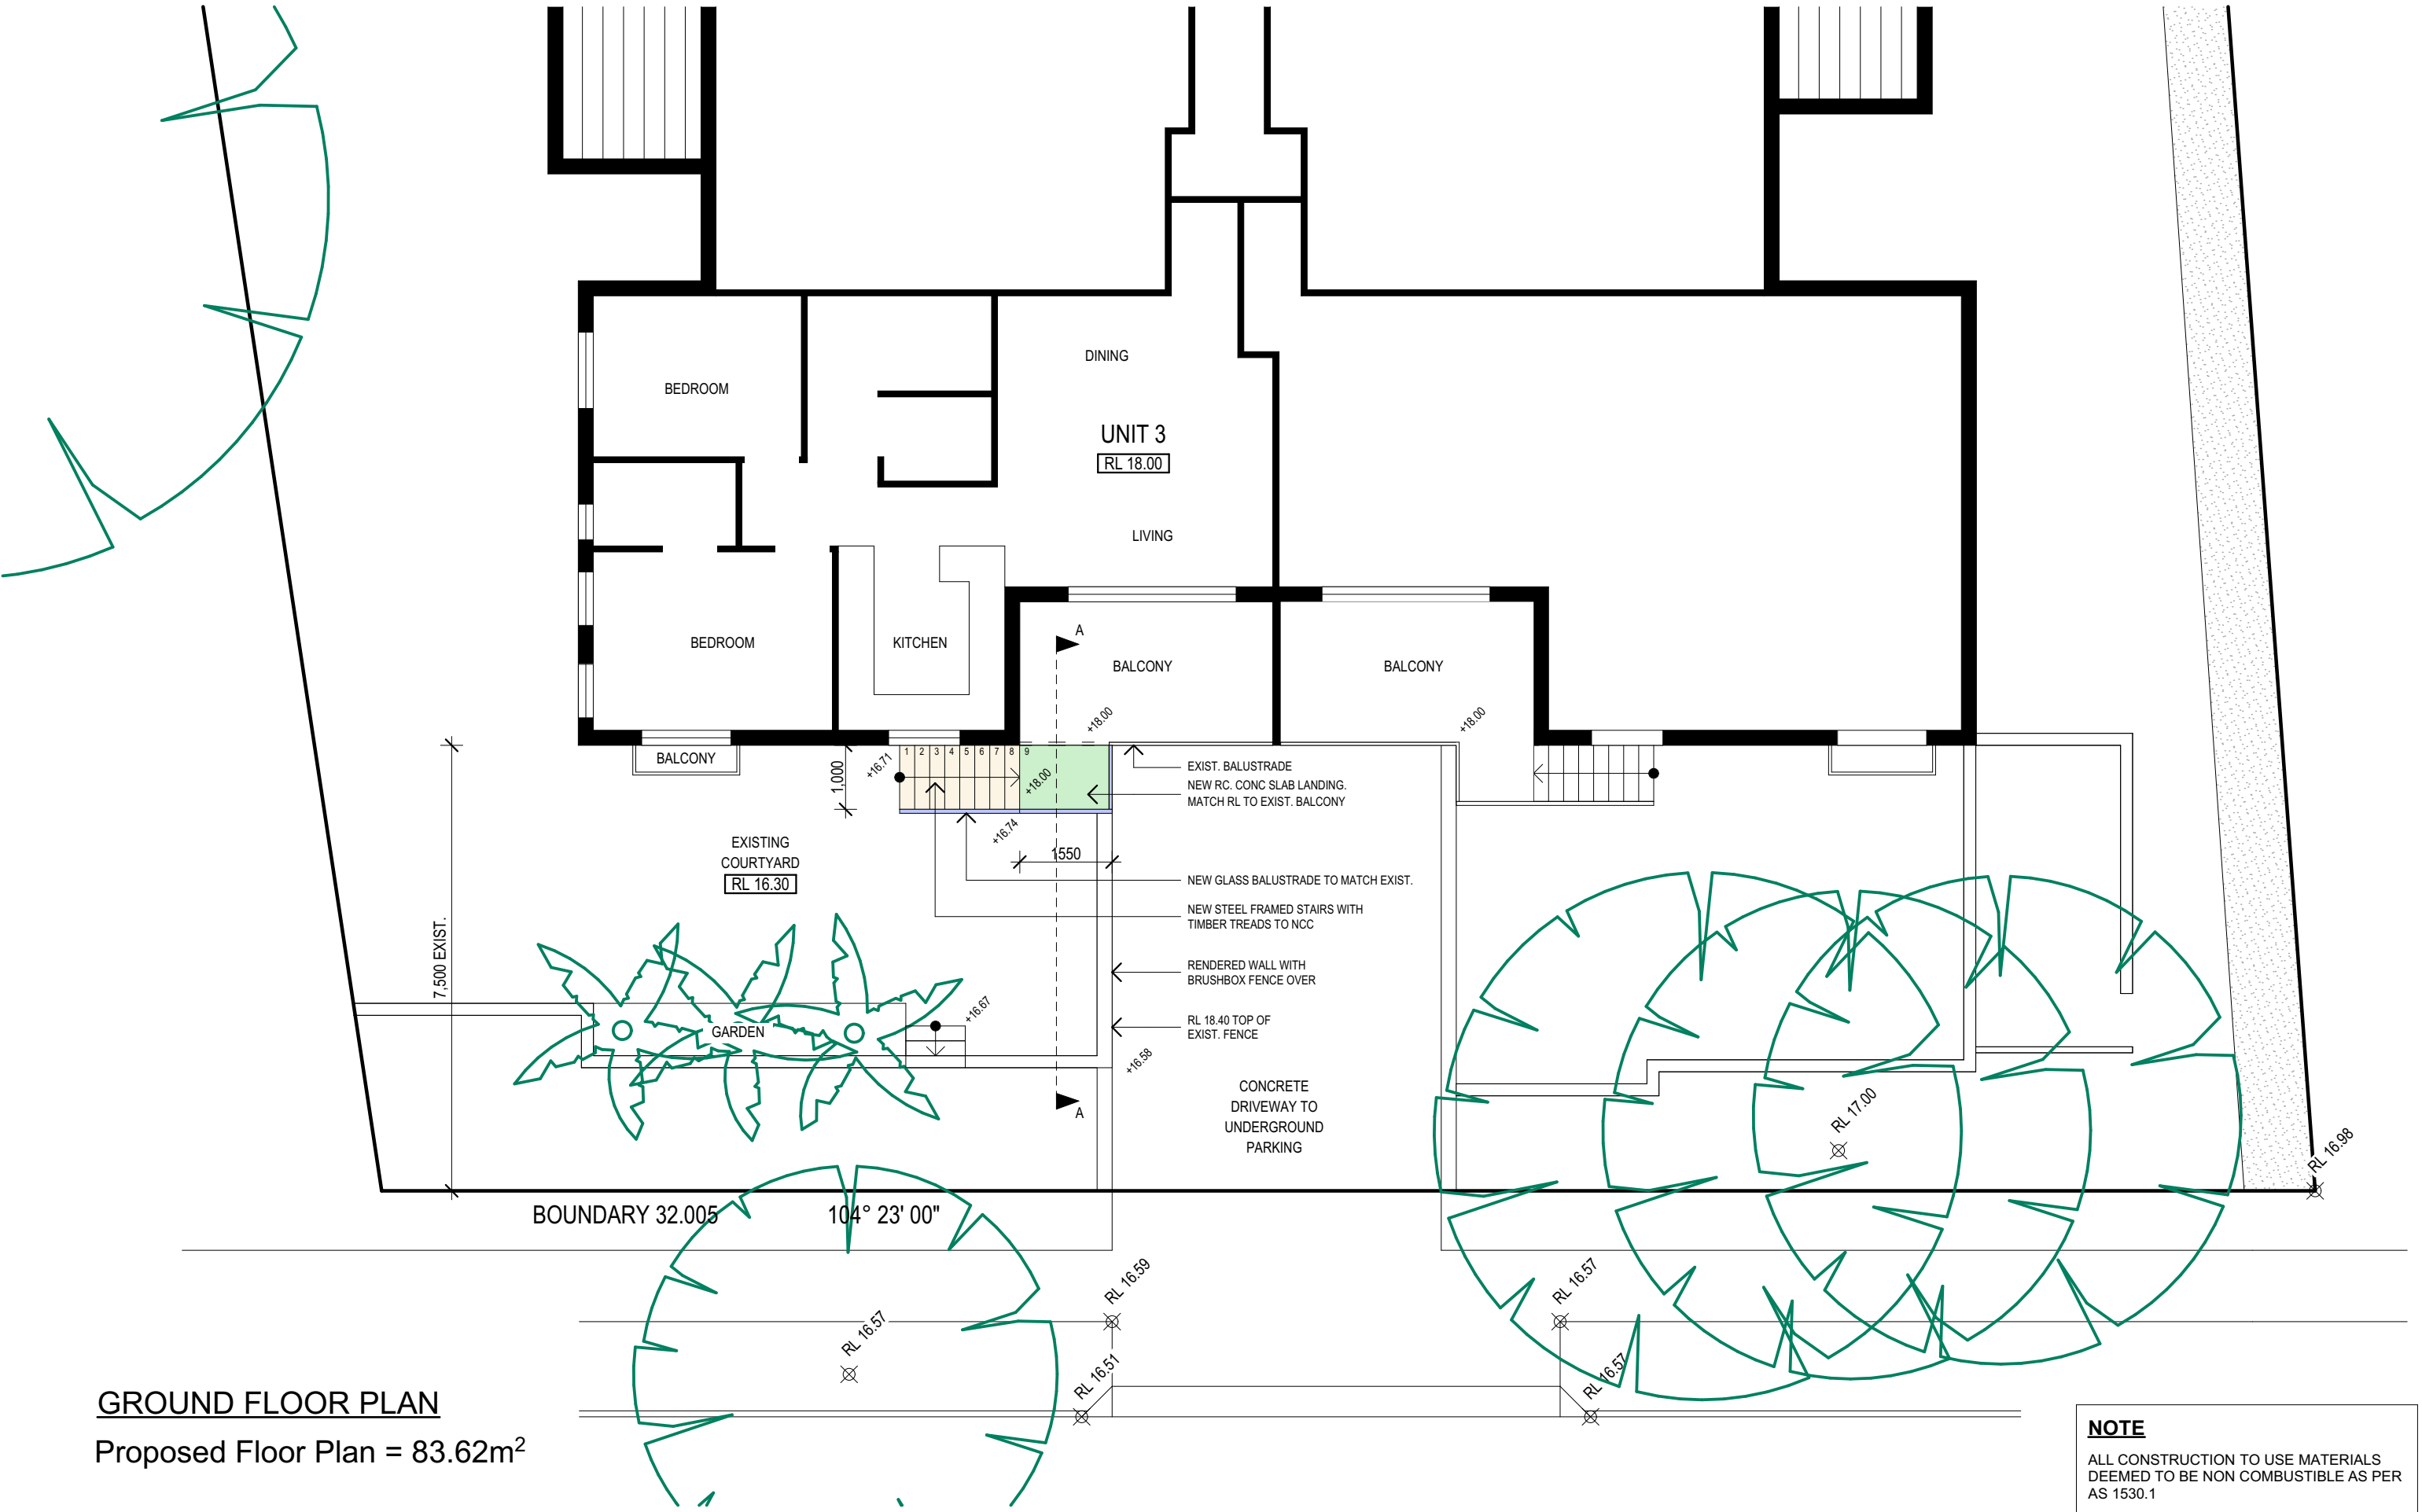 DINING
BEDROOM
UNIT 3
RL 18.00
LIVING
BEDROOM
KITCHEN
A
BALCONY
BALCONY
+18.00
+18.00
BALCONY
+16.71
1 2 3 4 5 6 7 8 9
1,000
+18.00
EXIST. BALUSTRADE
NEW RC. CONC SLAB LANDING.
MATCH RL TO EXIST. BALCONY
+16.74
1550
EXISTING
COURTYARD
RL 16.30
NEW GLASS BALUSTRADE TO MATCH EXIST.
NEW STEEL FRAMED STAIRS WITH
TIMBER TREADS TO NCC
7,500 EXIST.
RENDERED WALL WITH
BRUSHBOX FENCE OVER
+16.67
GARDEN
RL 18.40 TOP OF
EXIST. FENCE
+16.58
A
CONCRETE
DRIVEWAY TO
UNDERGROUND
PARKING
RL 17.00
RL 16.98
BOUNDARY 32.005
104° 23' 00"
RL 16.59
RL 16.57
RL 16.57
RL 16.51
RL 16.57
GROUND FLOOR PLAN
Proposed Floor Plan = 83.62m²
NOTE
ALL CONSTRUCTION TO USE MATERIALS
DEEMED TO BE NON COMBUSTIBLE AS PER
AS 1530.1